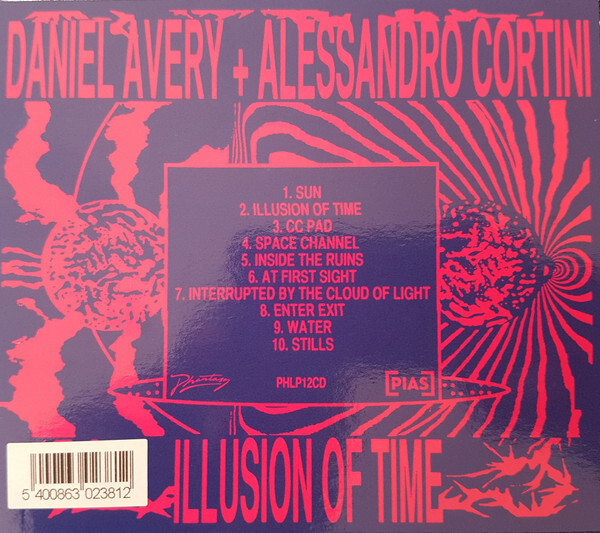 DANIEL AVERY + ALESSANDRO CORTINI
1. SUN
2. ILLUSION OF TIME
3. CC PAD
4. SPACE CHANNEL
5. INSIDE THE RUINS
6. AT FIRST SIGHT
7. INTERRUPTED BY THE CLOUD OF LIGHT
8. ENTER EXIT
9. WATER
10. STILLS
Phantasy PHLP12CD [PIAS]
ILLUSION OF TIME
5 400863 023812